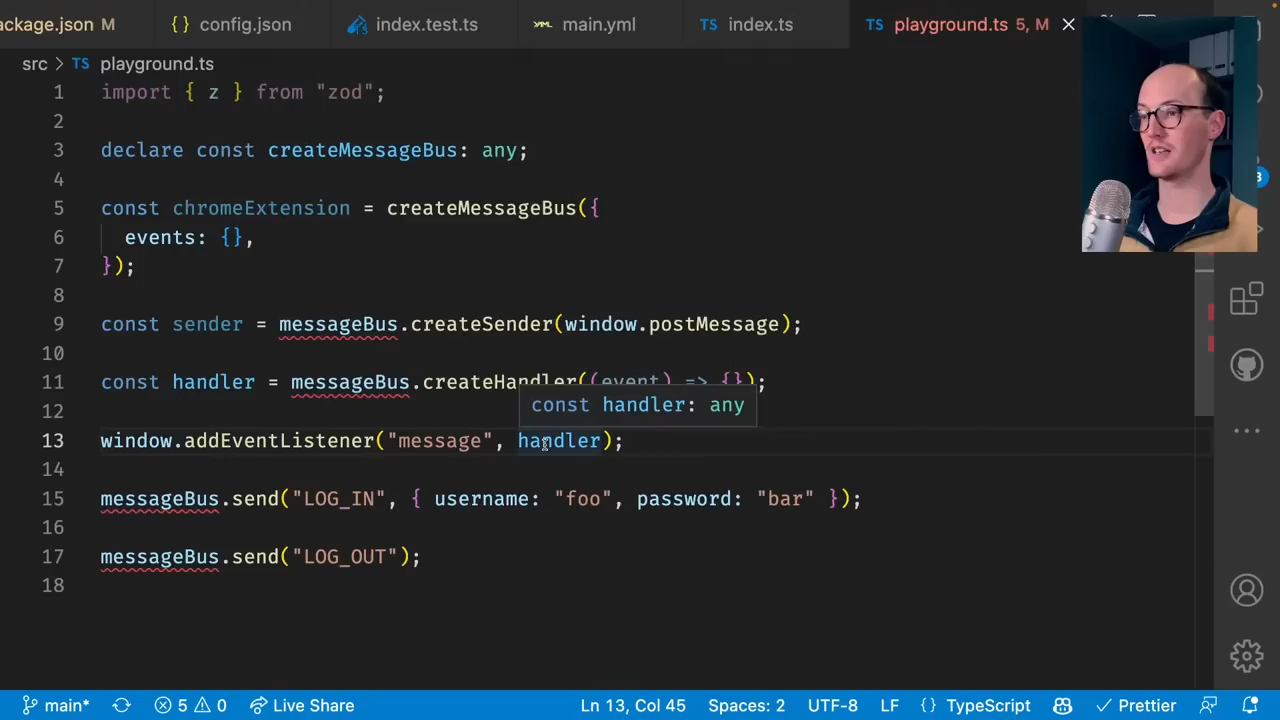 ackage.json M
{} config.json
index.test.ts
YML main.yml
TS index.ts
TS playground.ts 5, M
src > TS playground.ts
1 import { z } from "zod";
2
3 declare const createMessageBus: any;
4
5 const chromeExtension = createMessageBus({
6 events: {},
7 });
8
9 const sender = messageBus.createSender(window.postMessage);
10
11 const handler = messageBus.createHandler((event) => {});
const handler: any
12
13 window.addEventListener("message", handler);
14
15 messageBus.send("LOG_IN", { username: "foo", password: "bar" });
16
17 messageBus.send("LOG_OUT");
18
main* 5 0 Live Share Ln 13, Col 45 Spaces: 2 UTF-8 LF {} TypeScript Prettier